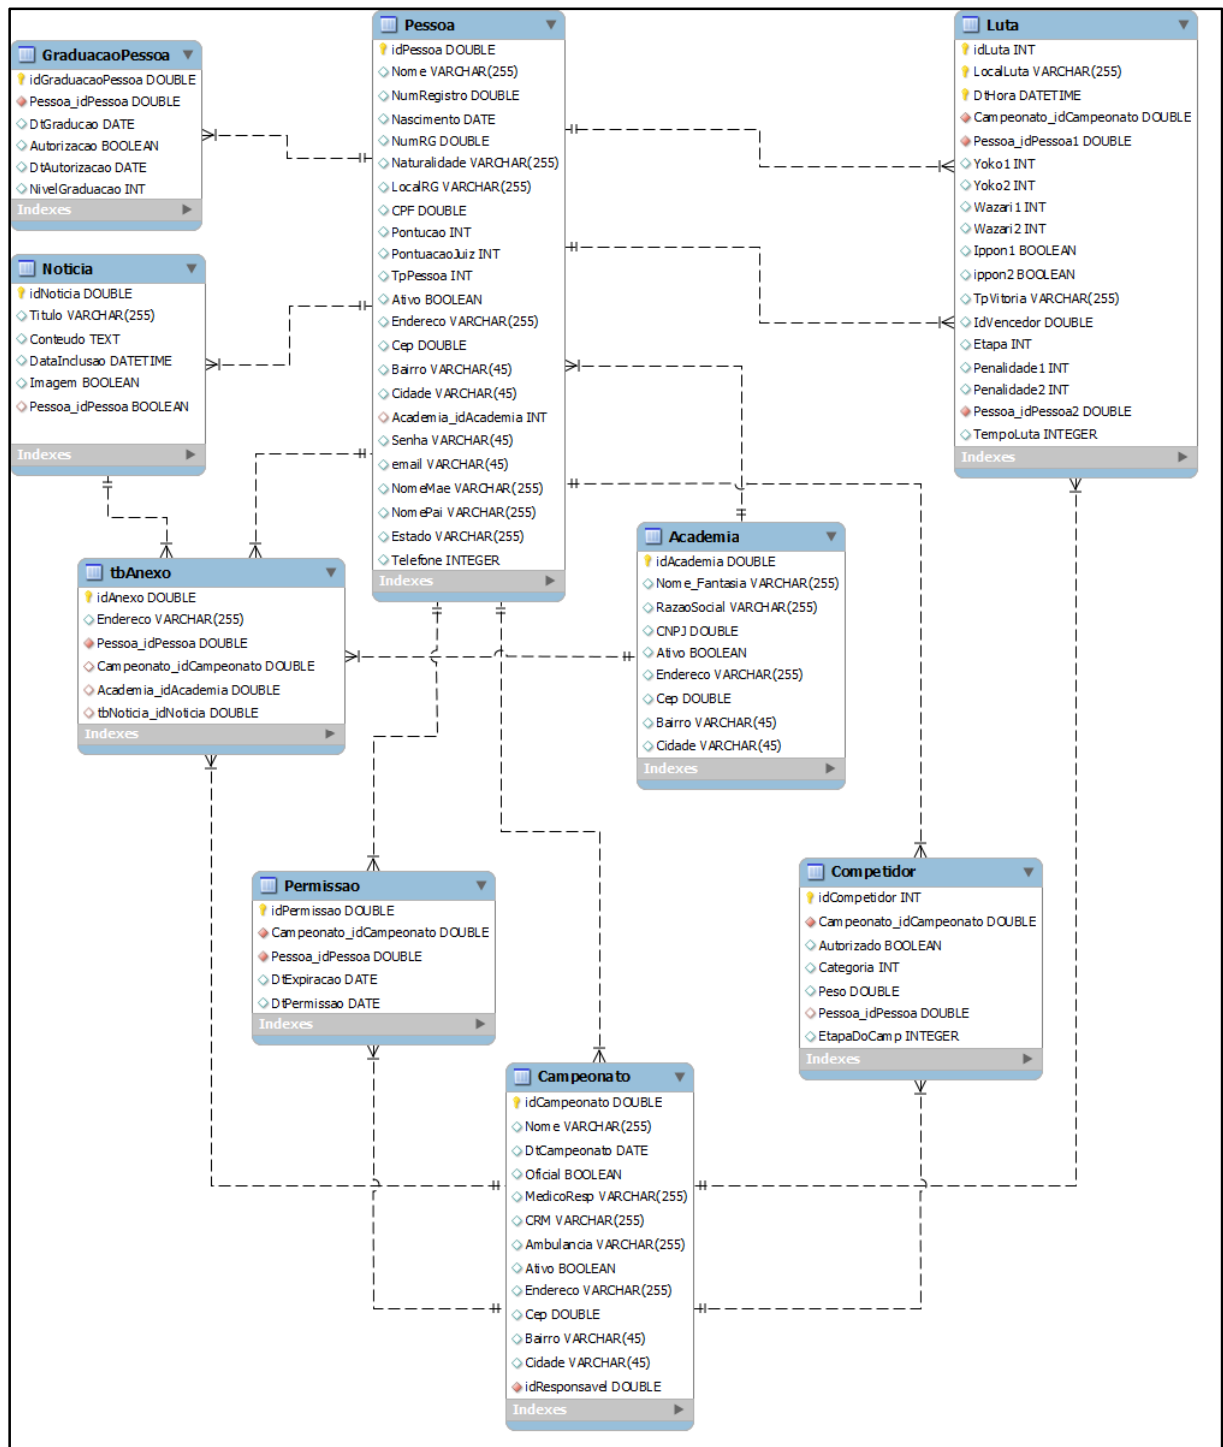 GraduacaoPessoa
idGraduacaoPessoa DOUBLE
Pessoa_idPessoa DOUBLE
DtGraducao DATE
Autorizacao BOOLEAN
DtAutorizacao DATE
NivelGraduacao INT
Indexes
Noticia
idNoticia DOUBLE
Titulo VARCHAR(255)
Conteudo TEXT
DataInclusao DATETIME
Imagem BOOLEAN
Pessoa_idPessoa BOOLEAN
Indexes
Pessoa
idPessoa DOUBLE
Nome VARCHAR(255)
NumRegistro DOUBLE
Nascimento DATE
NumRG DOUBLE
Naturalidade VARCHAR(255)
LocalRG VARCHAR(255)
CPF DOUBLE
Pontucao INT
PontuacaoJuiz INT
TpPessoa INT
Ativo BOOLEAN
Endereco VARCHAR(255)
Cep DOUBLE
Bairro VARCHAR(45)
Cidade VARCHAR(45)
Academia_idAcademia INT
Senha VARCHAR(45)
email VARCHAR(45)
NomeMae VARCHAR(255)
NomePai VARCHAR(255)
Estado VARCHAR(255)
Telefone INTEGER
Indexes
Luta
idLuta INT
LocalLuta VARCHAR(255)
DtHora DATETIME
Campeonato_idCampeonato DOUBLE
Pessoa_idPessoa1 DOUBLE
Yoko1 INT
Yoko2 INT
Wazari1 INT
Wazari2 INT
Ippon1 BOOLEAN
ippon2 BOOLEAN
TpVitoria VARCHAR(255)
IdVencedor DOUBLE
Etapa INT
Penalidade1 INT
Penalidade2 INT
Pessoa_idPessoa2 DOUBLE
TempoLuta INTEGER
Indexes
tbAnexo
idAnexo DOUBLE
Endereco VARCHAR(255)
Pessoa_idPessoa DOUBLE
Campeonato_idCampeonato DOUBLE
Academia_idAcademia DOUBLE
tbNoticia_idNoticia DOUBLE
Indexes
Academia
idAcademia DOUBLE
Nome_Fantasia VARCHAR(255)
RazaoSocial VARCHAR(255)
CNPJ DOUBLE
Ativo BOOLEAN
Endereco VARCHAR(255)
Cep DOUBLE
Bairro VARCHAR(45)
Cidade VARCHAR(45)
Indexes
Permissao
idPermissao DOUBLE
Campeonato_idCampeonato DOUBLE
Pessoa_idPessoa DOUBLE
DtExpiracao DATE
DtPermissao DATE
Indexes
Competidor
idCompetidor INT
Campeonato_idCampeonato DOUBLE
Autorizado BOOLEAN
Categoria INT
Peso DOUBLE
Pessoa_idPessoa DOUBLE
EtapaDoCamp INTEGER
Indexes
Campeonato
idCampeonato DOUBLE
Nome VARCHAR(255)
DtCampeonato DATE
Oficial BOOLEAN
MedicoResp VARCHAR(255)
CRM VARCHAR(255)
Ambulancia VARCHAR(255)
Ativo BOOLEAN
Endereco VARCHAR(255)
Cep DOUBLE
Bairro VARCHAR(45)
Cidade VARCHAR(45)
idResponsavel DOUBLE
Indexes